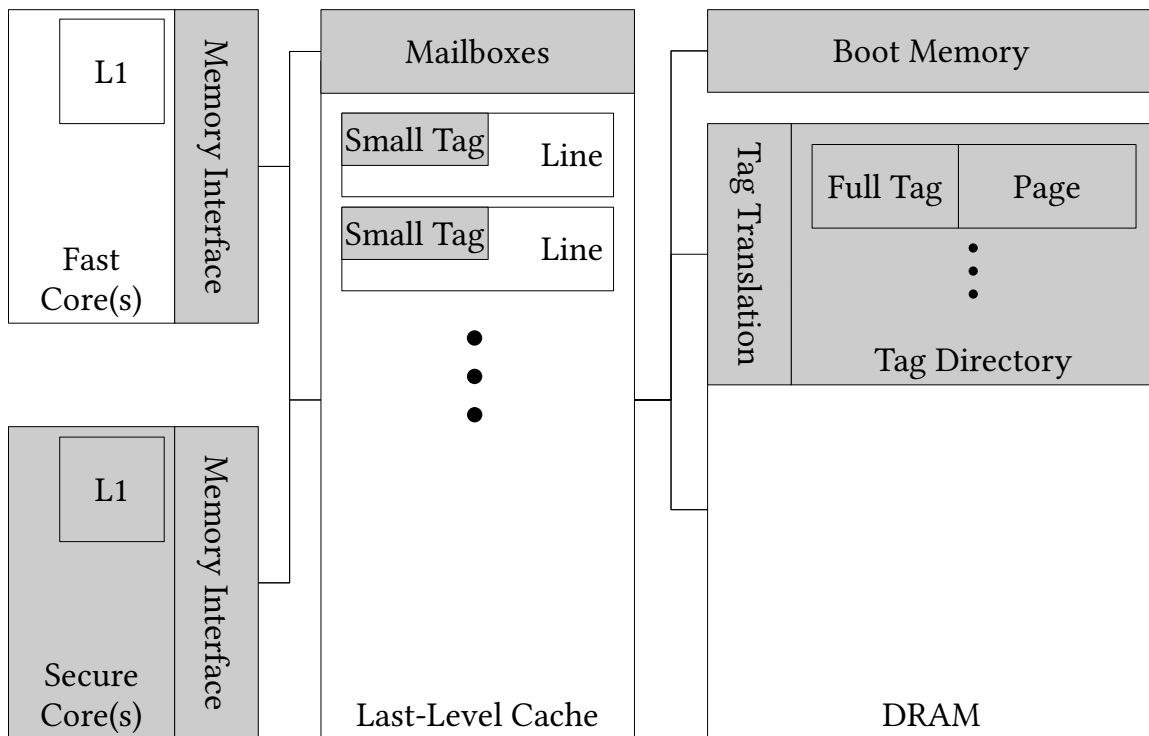 L1
Memory Interface
Fast
Core(s)
L1
Memory Interface
Secure
Core(s)
Mailboxes
Small Tag
Line
Small Tag
Line
Last-Level Cache
Boot Memory
Tag Translation
Full Tag
Page
Tag Directory
DRAM